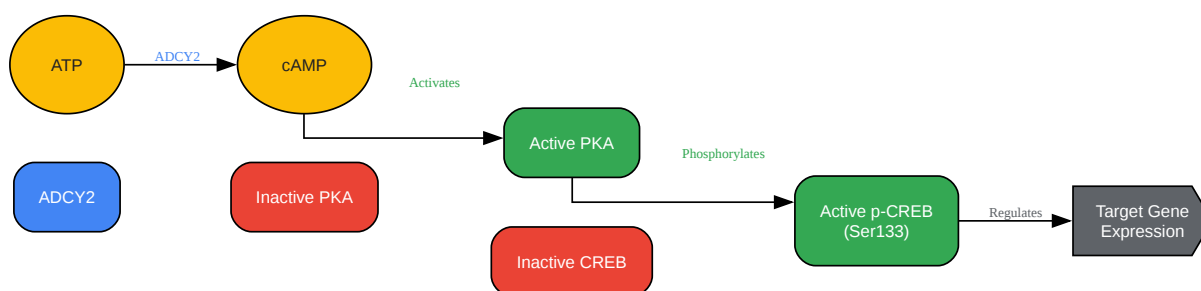 ATP
ADCY2
cAMP
Activates
Active PKA
Phosphorylates
ADCY2
Inactive PKA
Active p-CREB
(Ser133)
Regulates
Target Gene
Expression
Inactive CREB